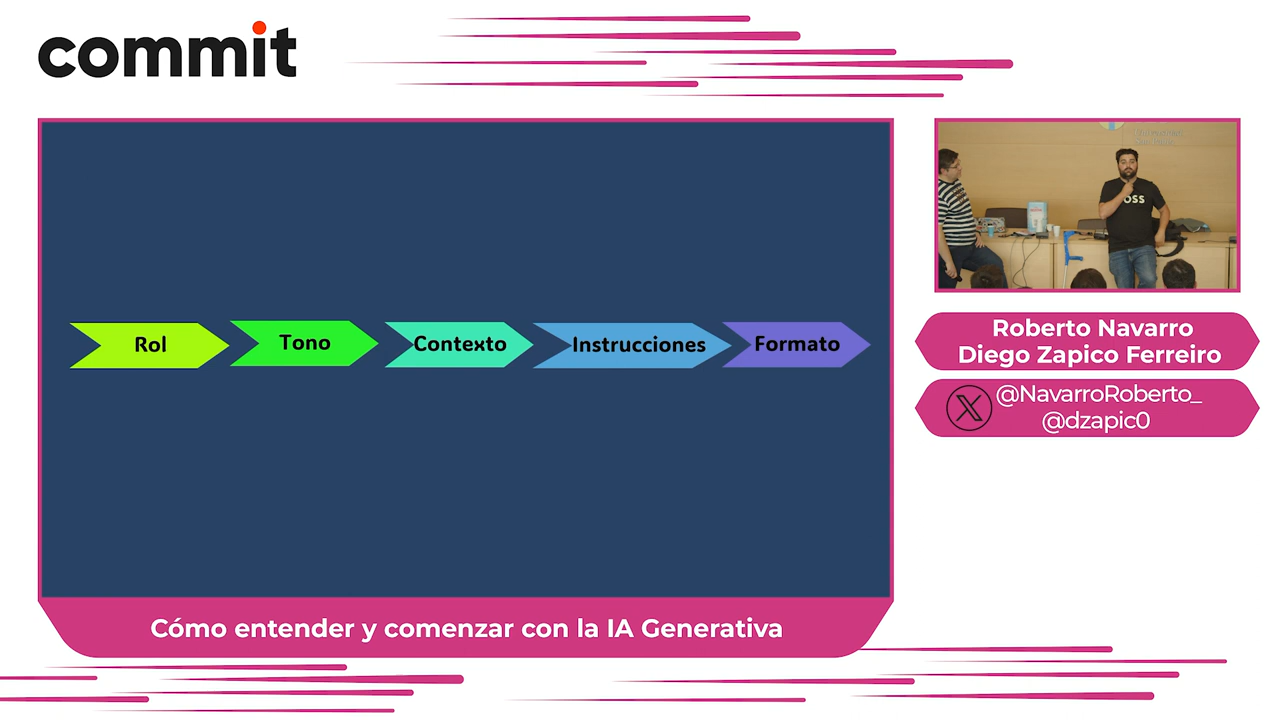 commit
Rol
Tono
Contexto
Instrucciones
Formato
Cómo entender y comenzar con la IA Generativa
OSS
Roberto Navarro
Diego Zapico Ferreiro
@NavarroRoberto_
@dzapic0